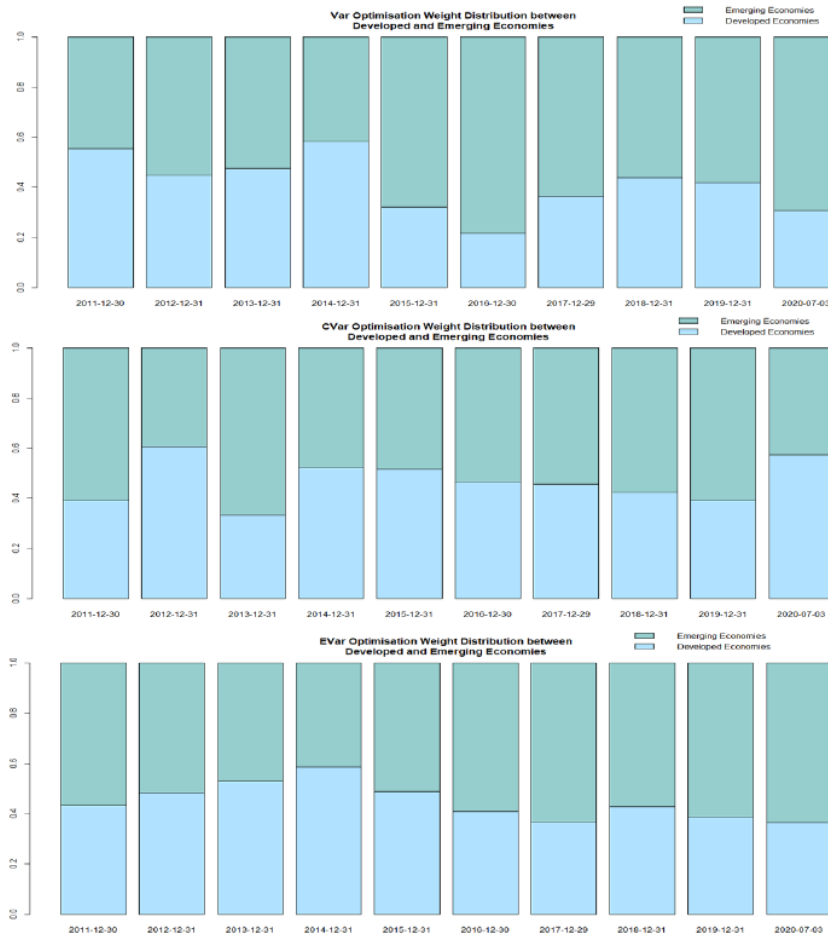 Var Optimisation Weight Distribution between
Developed and Emerging Economies
Emerging Economies
Developed Economies
1.0
0.8
0.6
0.4
0.2
0.0
2011-12-30 2012-12-31 2013-12-31 2014-12-31 2015-12-31 2016-12-30 2017-12-29 2018-12-31 2019-12-31 2020-07-03
CVar Optimisation Weight Distribution between
Developed and Emerging Economies
Emerging Economies
Developed Economies
1.0
0.8
0.6
0.4
0.2
0.0
2011-12-30 2012-12-31 2013-12-31 2014-12-31 2015-12-31 2016-12-30 2017-12-29 2018-12-31 2019-12-31 2020-07-03
EVar Optimisation Weight Distribution between
Developed and Emerging Economies
Emerging Economies
Developed Economies
1.0
0.8
0.6
0.4
0.2
0.0
2011-12-30 2012-12-31 2013-12-31 2014-12-31 2015-12-31 2016-12-30 2017-12-29 2018-12-31 2019-12-31 2020-07-03